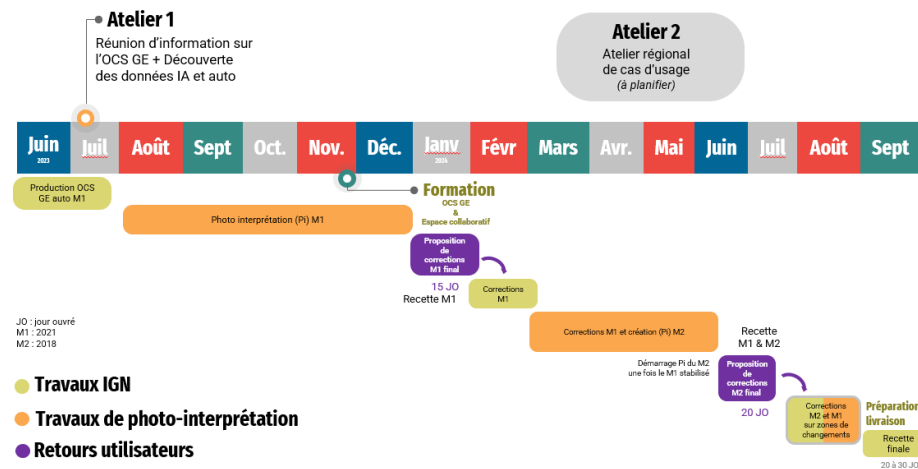 Atelier 1
Réunion d'information sur
l'OCS GE + Découverte
des données IA et auto
Atelier 2
Atelier régional
de cas d'usage
(à planifier)
Juin
2023
Juil
Août
Sept
Oct.
Nov.
Déc.
Janv
2024
Févr
Mars
Avr.
Mai
Juin
Juil
Août
Sept
Production OCS
GE auto M1
Photo interprétation (Pi) M1
Formation
OCS GE
&
Espace collaboratif
Proposition
de
corrections
M1 final
15 JO
Recette M1
Corrections
M1
JO : jour ouvré
M1 : 2021
M2 : 2018
Corrections M1 et création (Pi) M2
Démarrage Pi du M2
une fois le M1 stabilisé
Recette
M1 & M2
Proposition
de
corrections
M2 final
20 JO
Corrections
M2 et M1
sur zones de
changements
Préparation
livraison
Recette
finale
20 à 30 JO
Travaux IGN
Travaux de photo-interprétation
Retours utilisateurs